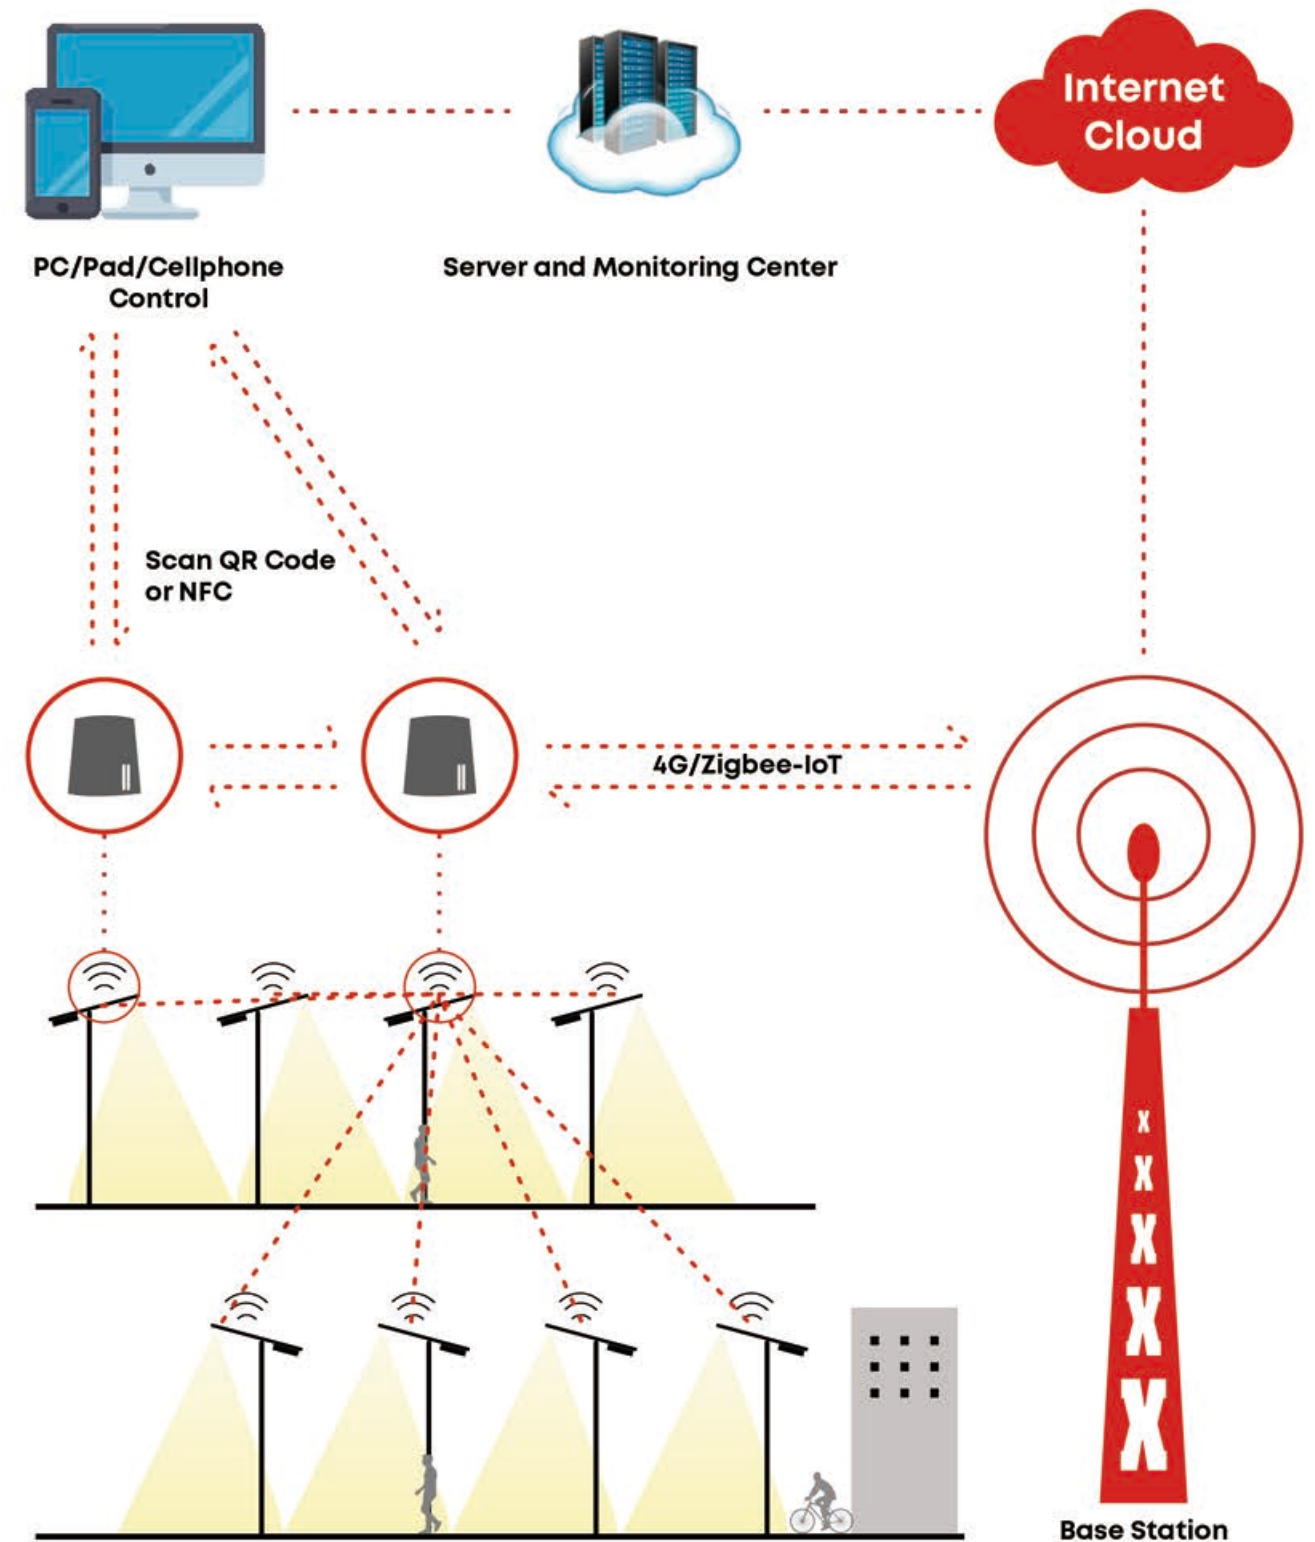 Internet
Cloud
PC/Pad/Cellphone
Control
Server and Monitoring Center
Scan QR Code
or NFC
4G/Zigbee-IoT
Base Station